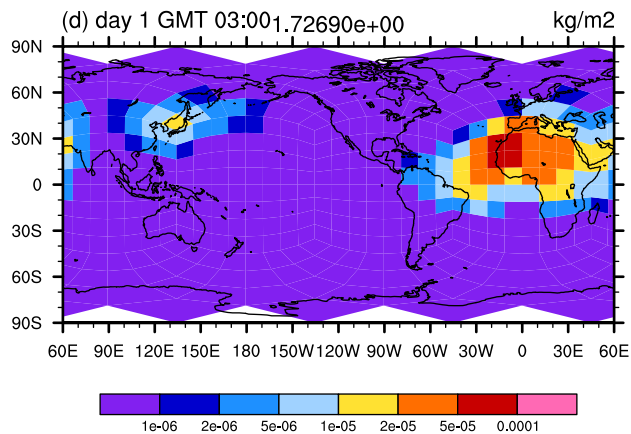 (d) day 1 GMT 03:00 1.72690e+00 kg/m2
90N
60N
30N
0
30S
60S
90S
60E 90E 120E 150E 180 150W 120W 90W 60W 30W 0 30E 60E
1e-06 2e-06 5e-06 1e-05 2e-05 5e-05 0.0001